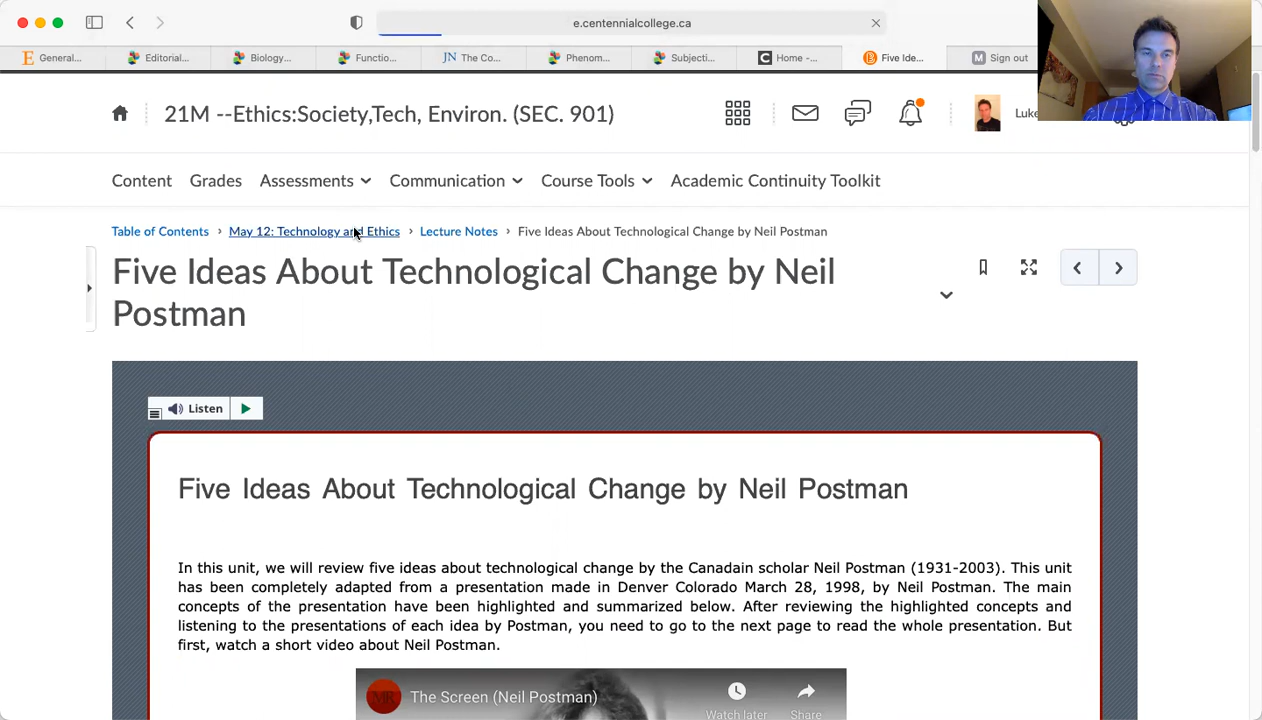 e.centennialcollege.ca
General...
Editorial...
Biology...
Functio...
JN The Co...
Phenom...
Subjecti...
C Home -...
Five Ide...
M Sign out
21M --Ethics:Society,Tech, Environ. (SEC. 901)
Luke
Content
Grades
Assessments
Communication
Course Tools
Academic Continuity Toolkit
Table of Contents › May 12: Technology and Ethics › Lecture Notes › Five Ideas About Technological Change by Neil Postman
Five Ideas About Technological Change by Neil
Postman
Listen
Five Ideas About Technological Change by Neil Postman
In this unit, we will review five ideas about technological change by the Canadain scholar Neil Postman (1931-2003). This unit
has been completely adapted from a presentation made in Denver Colorado March 28, 1998, by Neil Postman. The main
concepts of the presentation have been highlighted and summarized below. After reviewing the highlighted concepts and
listening to the presentations of each idea by Postman, you need to go to the next page to read the whole presentation. But
first, watch a short video about Neil Postman.
MR
The Screen (Neil Postman)
Watch later
Share